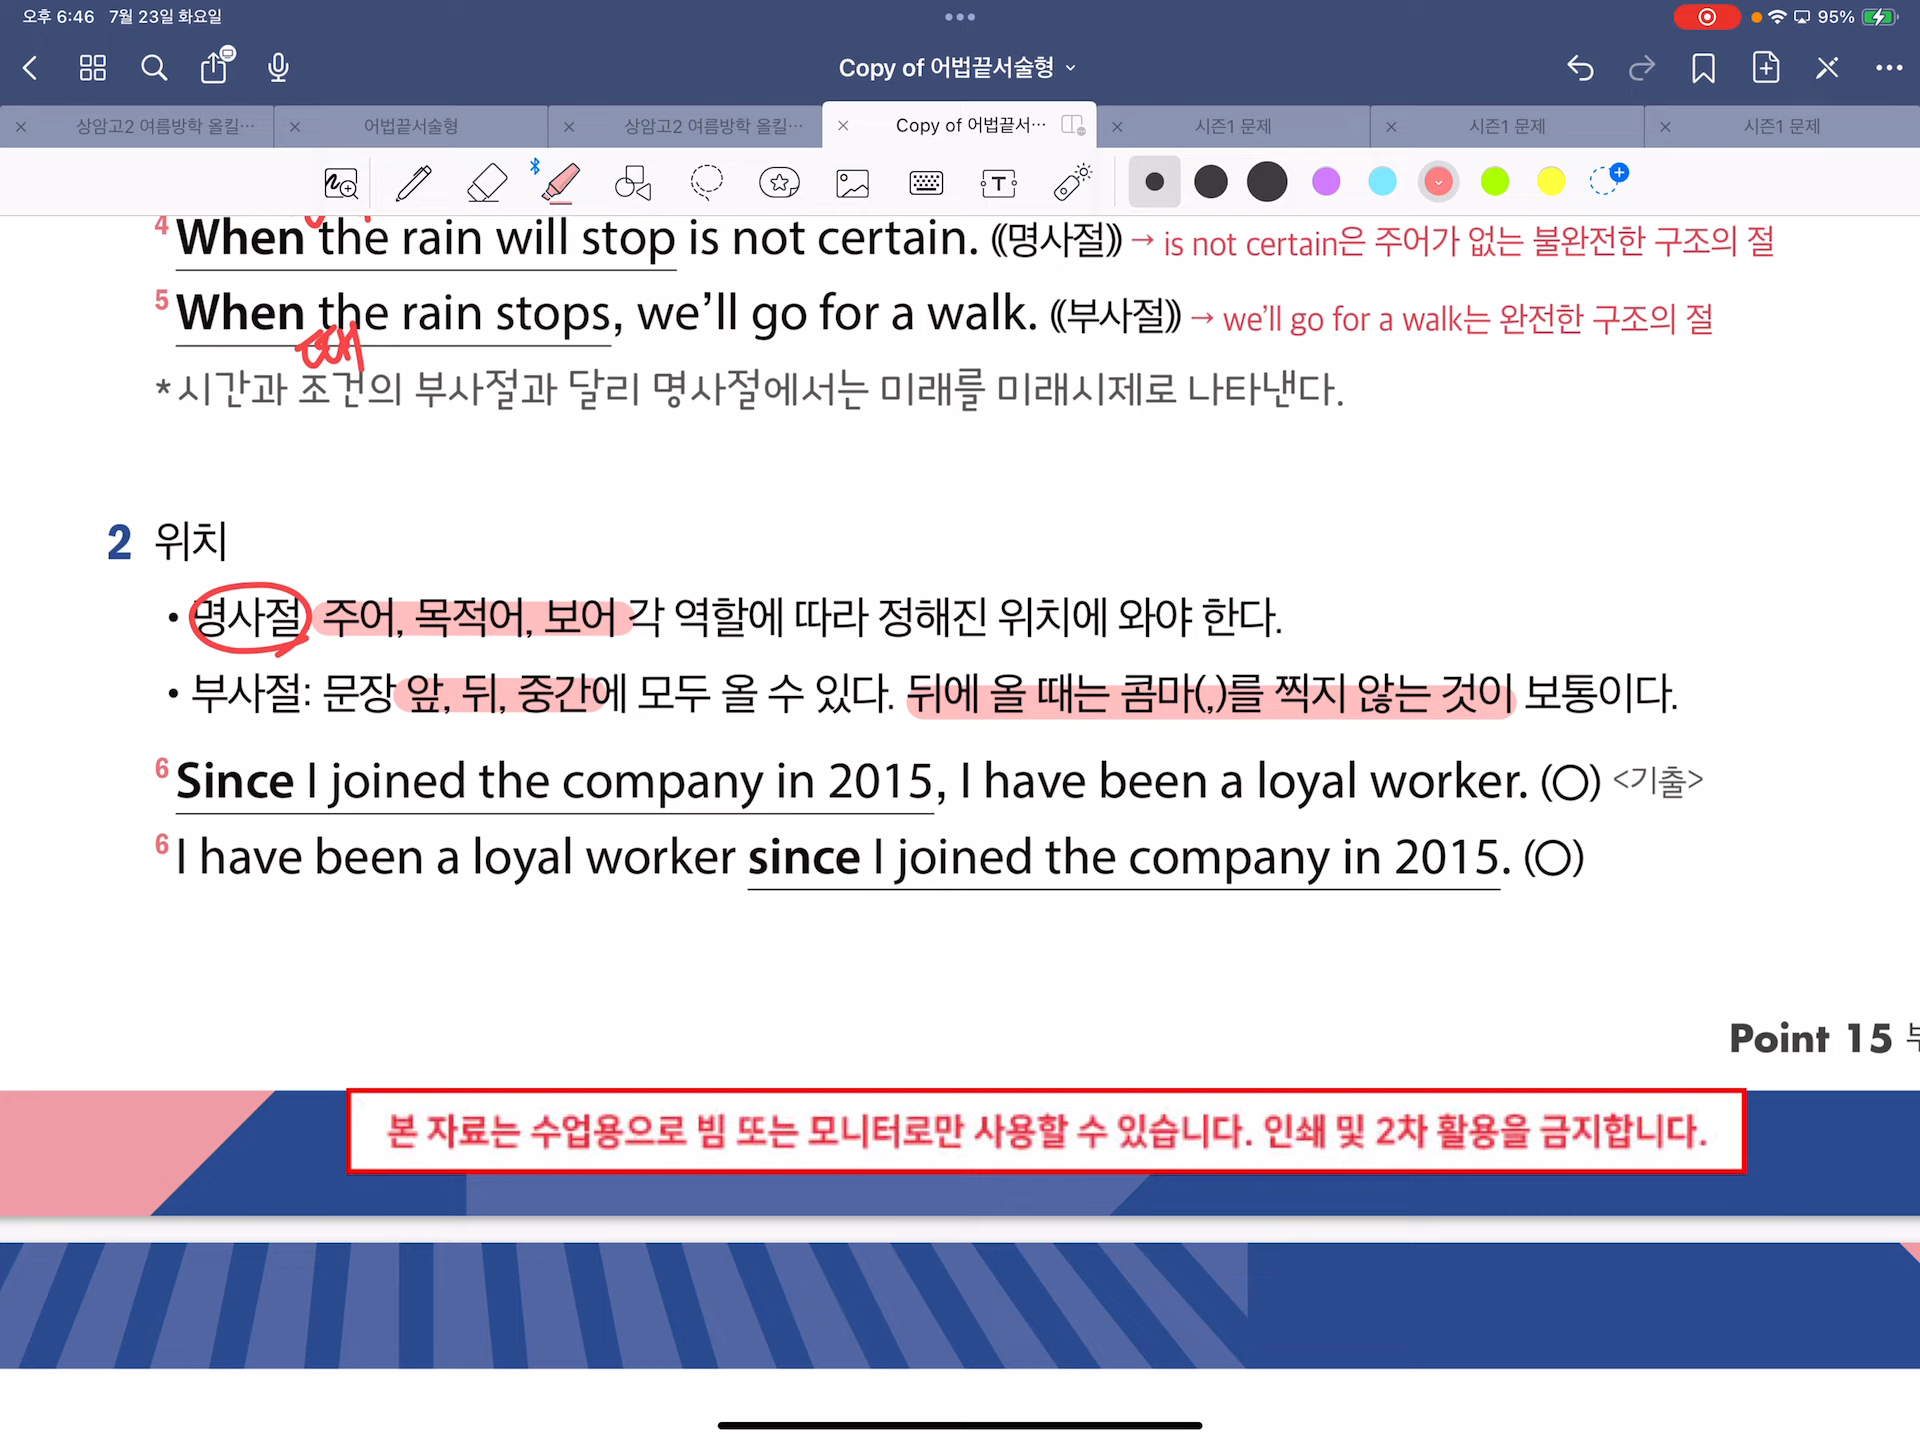 오후 6:46 7월 23일 화요일
95%
Copy of 어법끝서술형
상암고2 여름방학 올킬…
어법끝서술형
상암고2 여름방학 올킬…
Copy of 어법끝서…
시즌1 문제
시즌1 문제
시즌1 문제
4 When the rain will stop is not certain. ((명사절)) → is not certain은 주어가 없는 불완전한 구조의 절
5 When the rain stops, we’ll go for a walk. ((부사절)) → we’ll go for a walk는 완전한 구조의 절
*시간과 조건의 부사절과 달리 명사절에서는 미래를 미래시제로 나타낸다.
2 위치
• 명사절 주어, 목적어, 보어 각 역할에 따라 정해진 위치에 와야 한다.
• 부사절: 문장 앞, 뒤, 중간에 모두 올 수 있다. 뒤에 올 때는 콤마(,)를 찍지 않는 것이 보통이다.
6 Since I joined the company in 2015, I have been a loyal worker. (○) <기출>
6 I have been a loyal worker since I joined the company in 2015. (○)
Point 15
본 자료는 수업용으로 빔 또는 모니터로만 사용할 수 있습니다. 인쇄 및 2차 활용을 금지합니다.